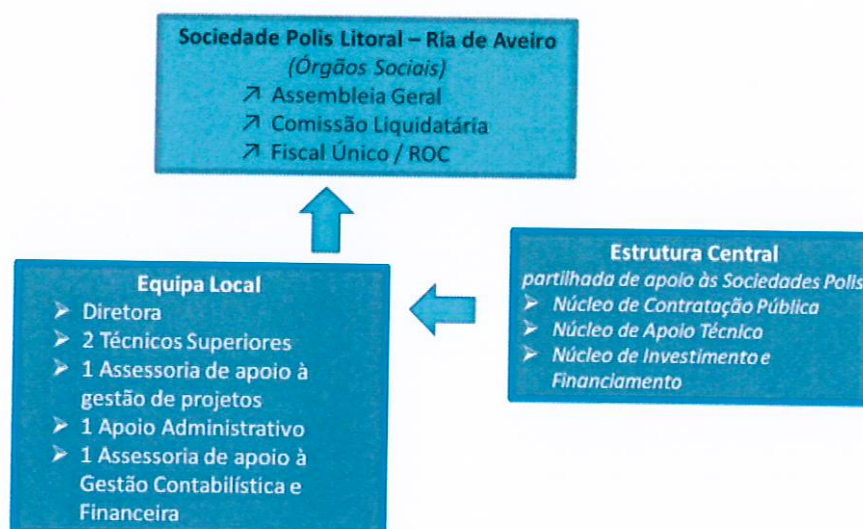 Sociedade Polis Litoral – Ria de Aveiro
(Órgãos Sociais)
↗ Assembleia Geral
↗ Comissão Liquidatária
↗ Fiscal Único / ROC
Equipa Local
➢ Diretora
➢ 2 Técnicos Superiores
➢ 1 Assessoria de apoio à
gestão de projetos
➢ 1 Apoio Administrativo
➢ 1 Assessoria de apoio à
Gestão Contabilística e
Financeira
Estrutura Central
partilhada de apoio às Sociedades Polis
➢ Núcleo de Contratação Pública
➢ Núcleo de Apoio Técnico
➢ Núcleo de Investimento e
Financiamento